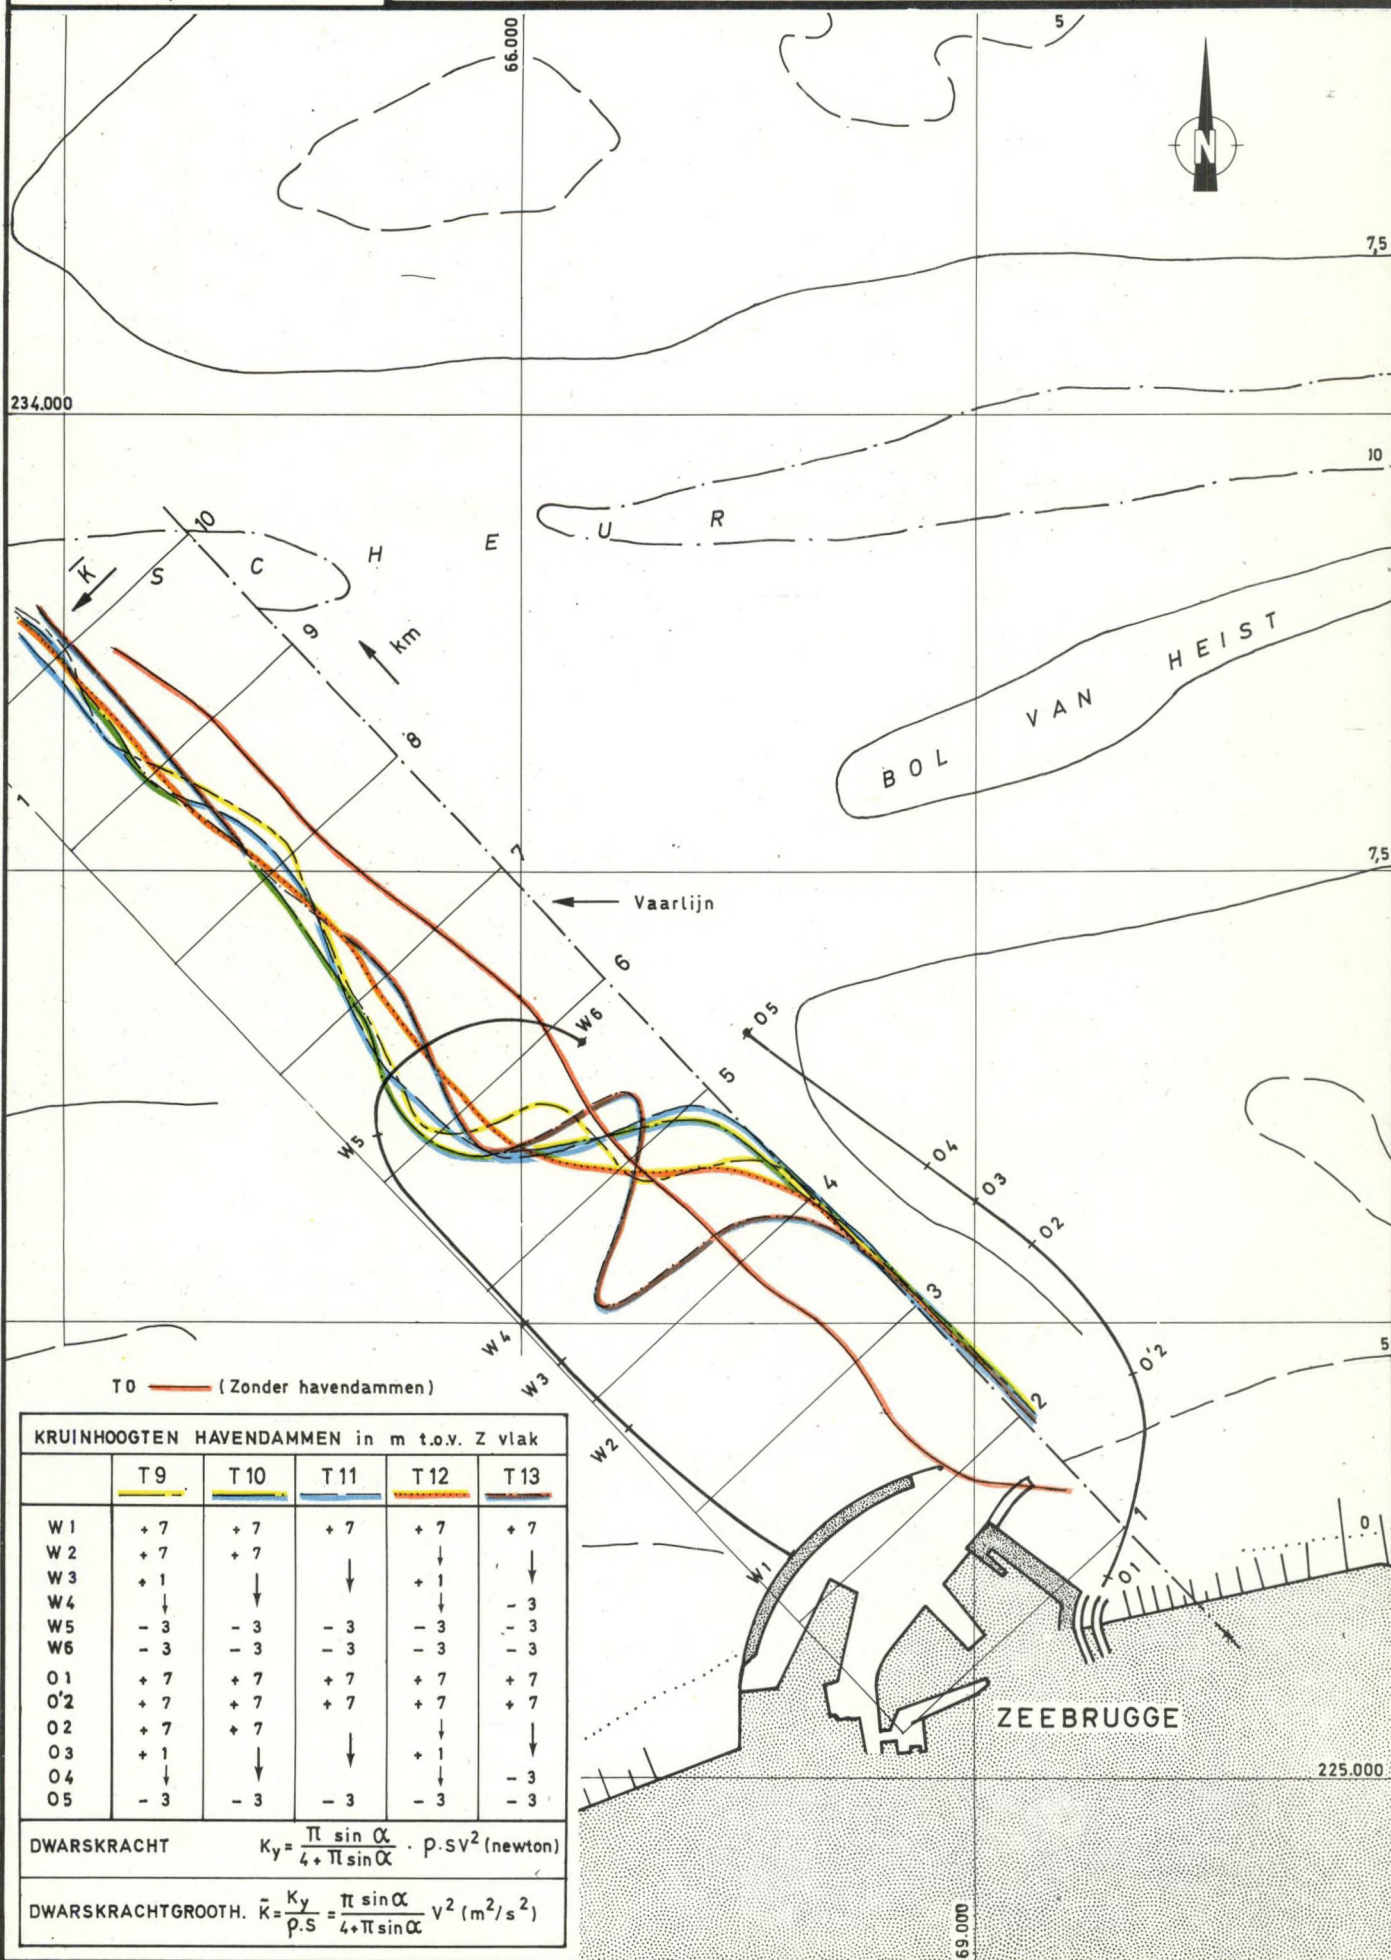 66.000
5
N
7,5
234.000
10
10
S C H E U R
K̄
9
km
BOL VAN HEIST
8
1
7
7,5
Vaarlijn
6
W6
O5
5
W5
O4
4
O3
O2
3
W4
W3
O'2
5
T0 (Zonder havendammen)
2
W2
KRUINHOOGTEN HAVENDAMMEN in m t.o.v. Z vlak
T9 T10 T11 T12 T13
W1 + 7 + 7 + 7 + 7 + 7
W2 + 7 + 7 ↓
W3 + 1 ↓ ↓ + 1 ↓
W4 ↓ ↓ - 3
W5 - 3 - 3 - 3 - 3 - 3
W6 - 3 - 3 - 3 - 3 - 3
O1 + 7 + 7 + 7 + 7 + 7
O'2 + 7 + 7 + 7 + 7 + 7
O2 + 7 + 7 ↓
O3 + 1 ↓ ↓ + 1 ↓
O4 ↓ ↓ - 3
O5 - 3 - 3 - 3 - 3 - 3
1
0
W1
O1
ZEEBRUGGE
225.000
DWARSKRACHT Ky = π sin α / 4 + π sin α · ρ.sV² (newton)
DWARSKRACHTGROOTH. K̄ = Ky / ρ.s = π sin α / 4+π sin α V² (m²/s²)
69.000